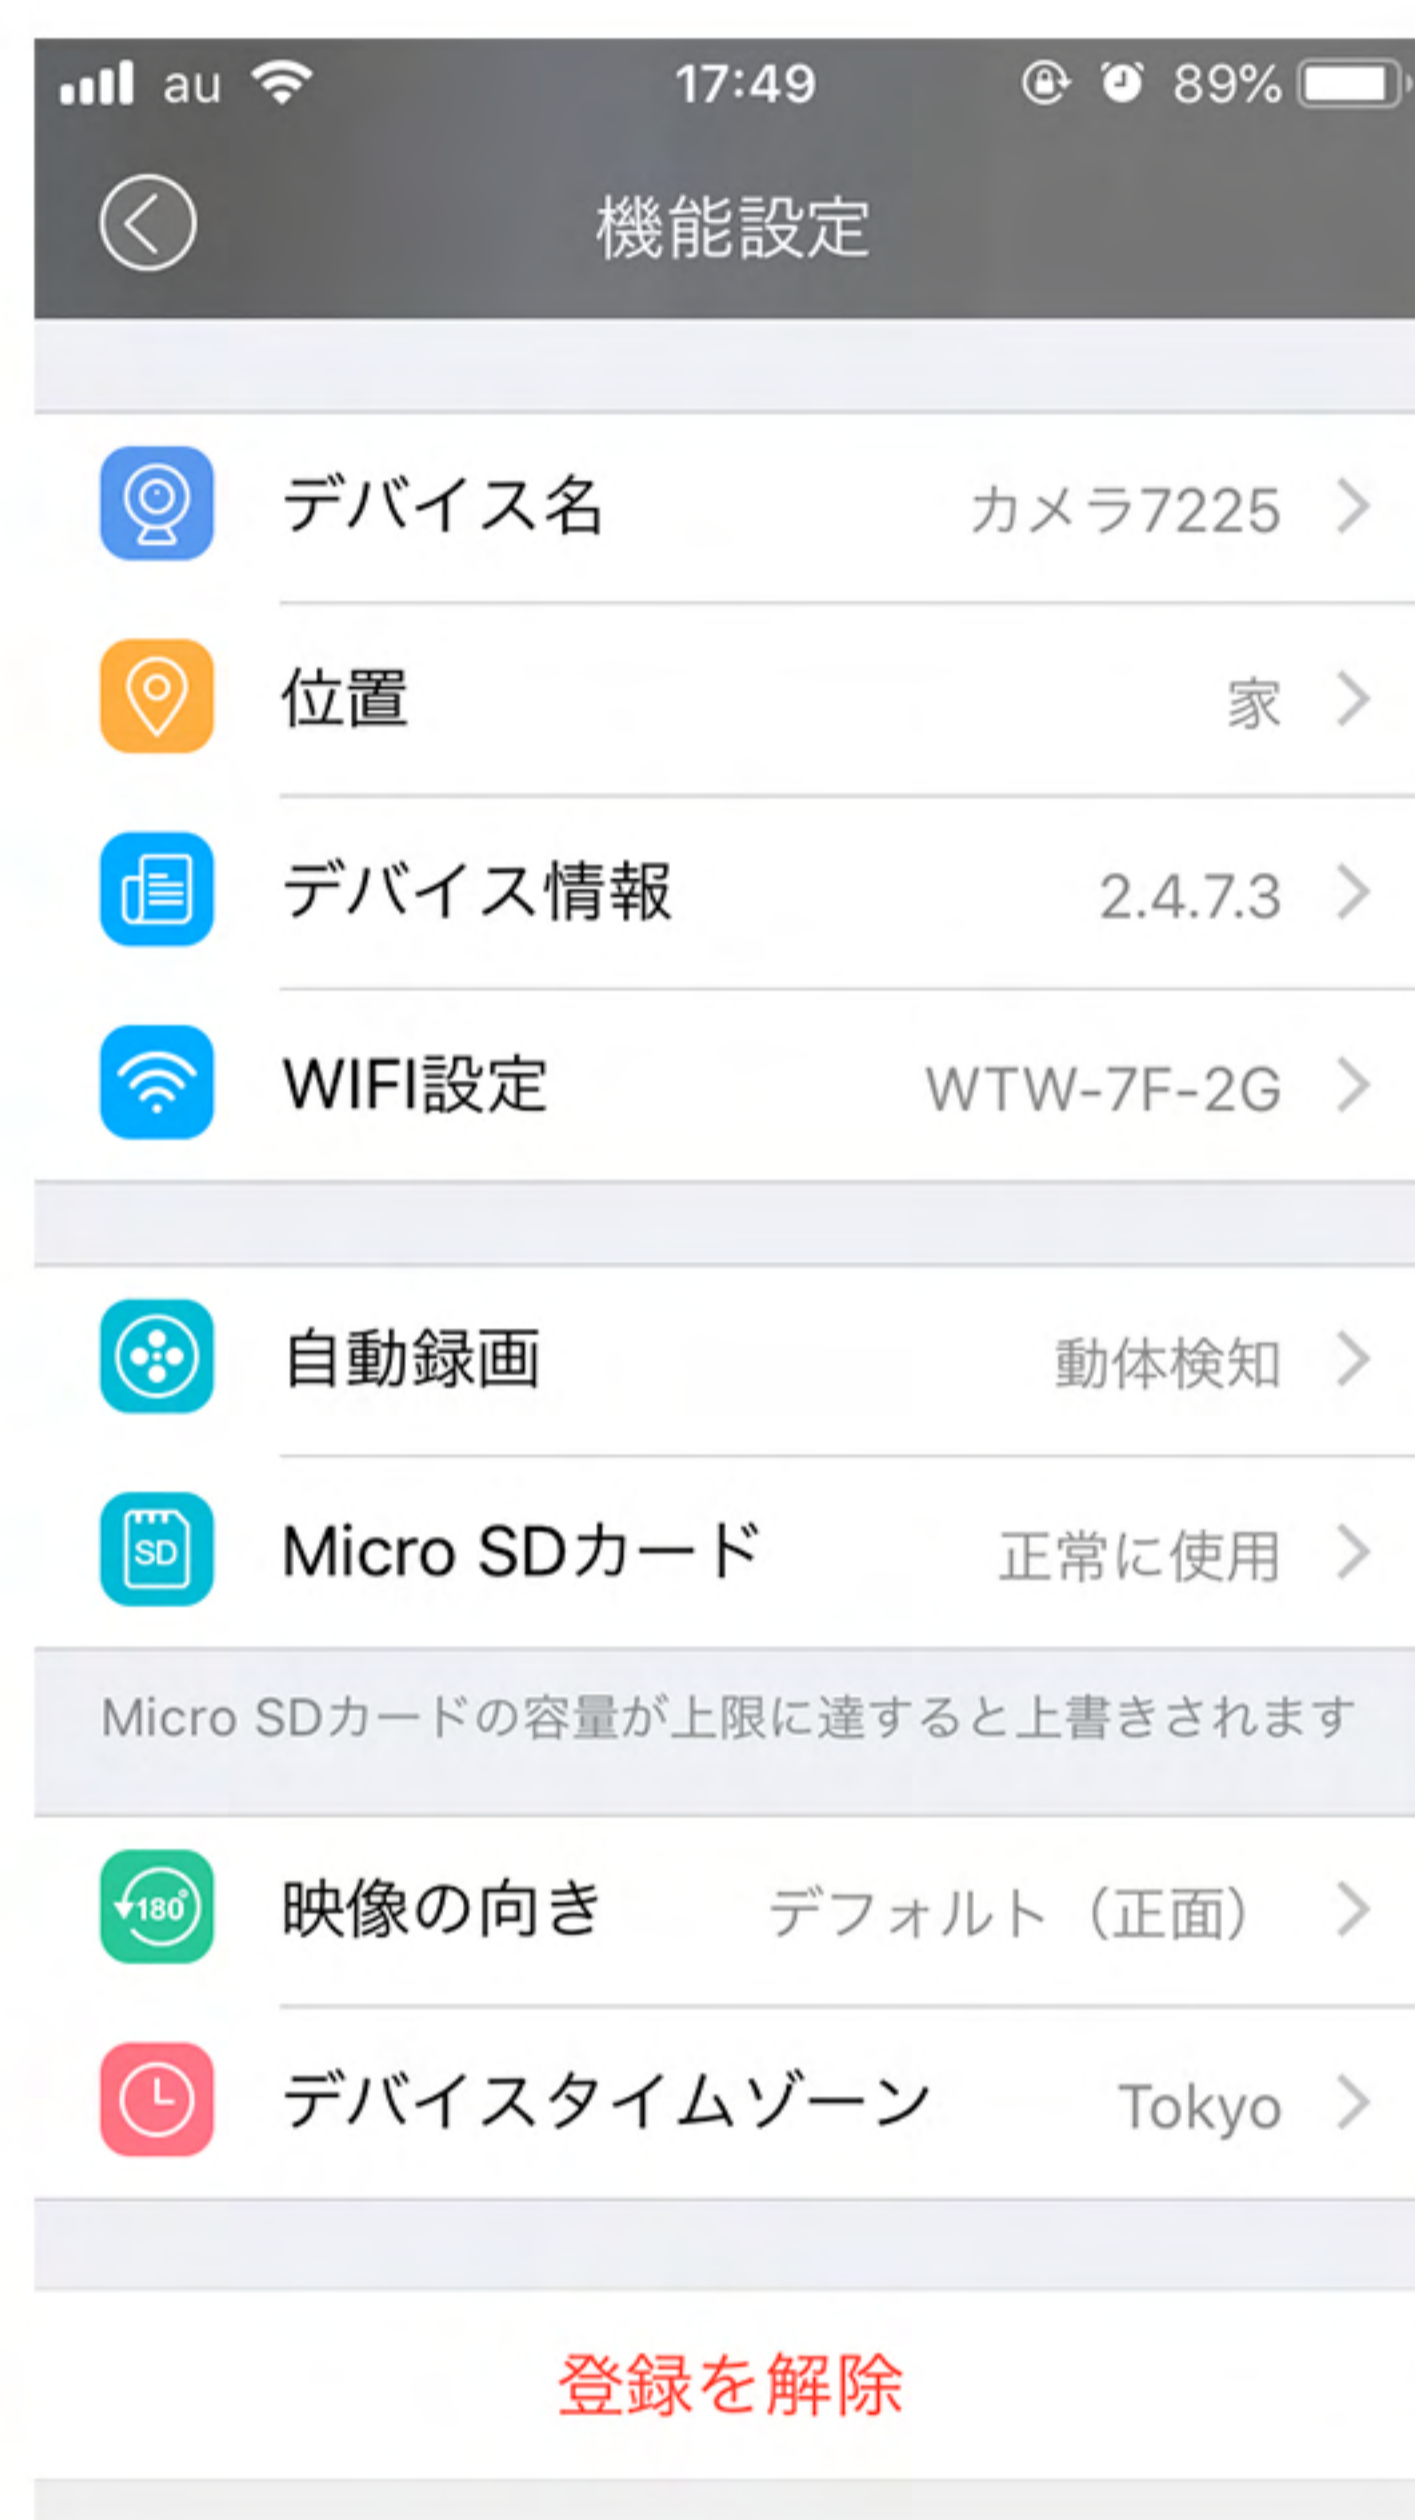 au 17:49 89%
機能設定
デバイス名 カメラ7225
位置 家
デバイス情報 2.4.7.3
WIFI設定 WTW-7F-2G
自動録画 動体検知
SD Micro SDカード 正常に使用
Micro SDカードの容量が上限に達すると上書きされます
180° 映像の向き デフォルト（正面）
デバイスタイムゾーン Tokyo
登録を解除